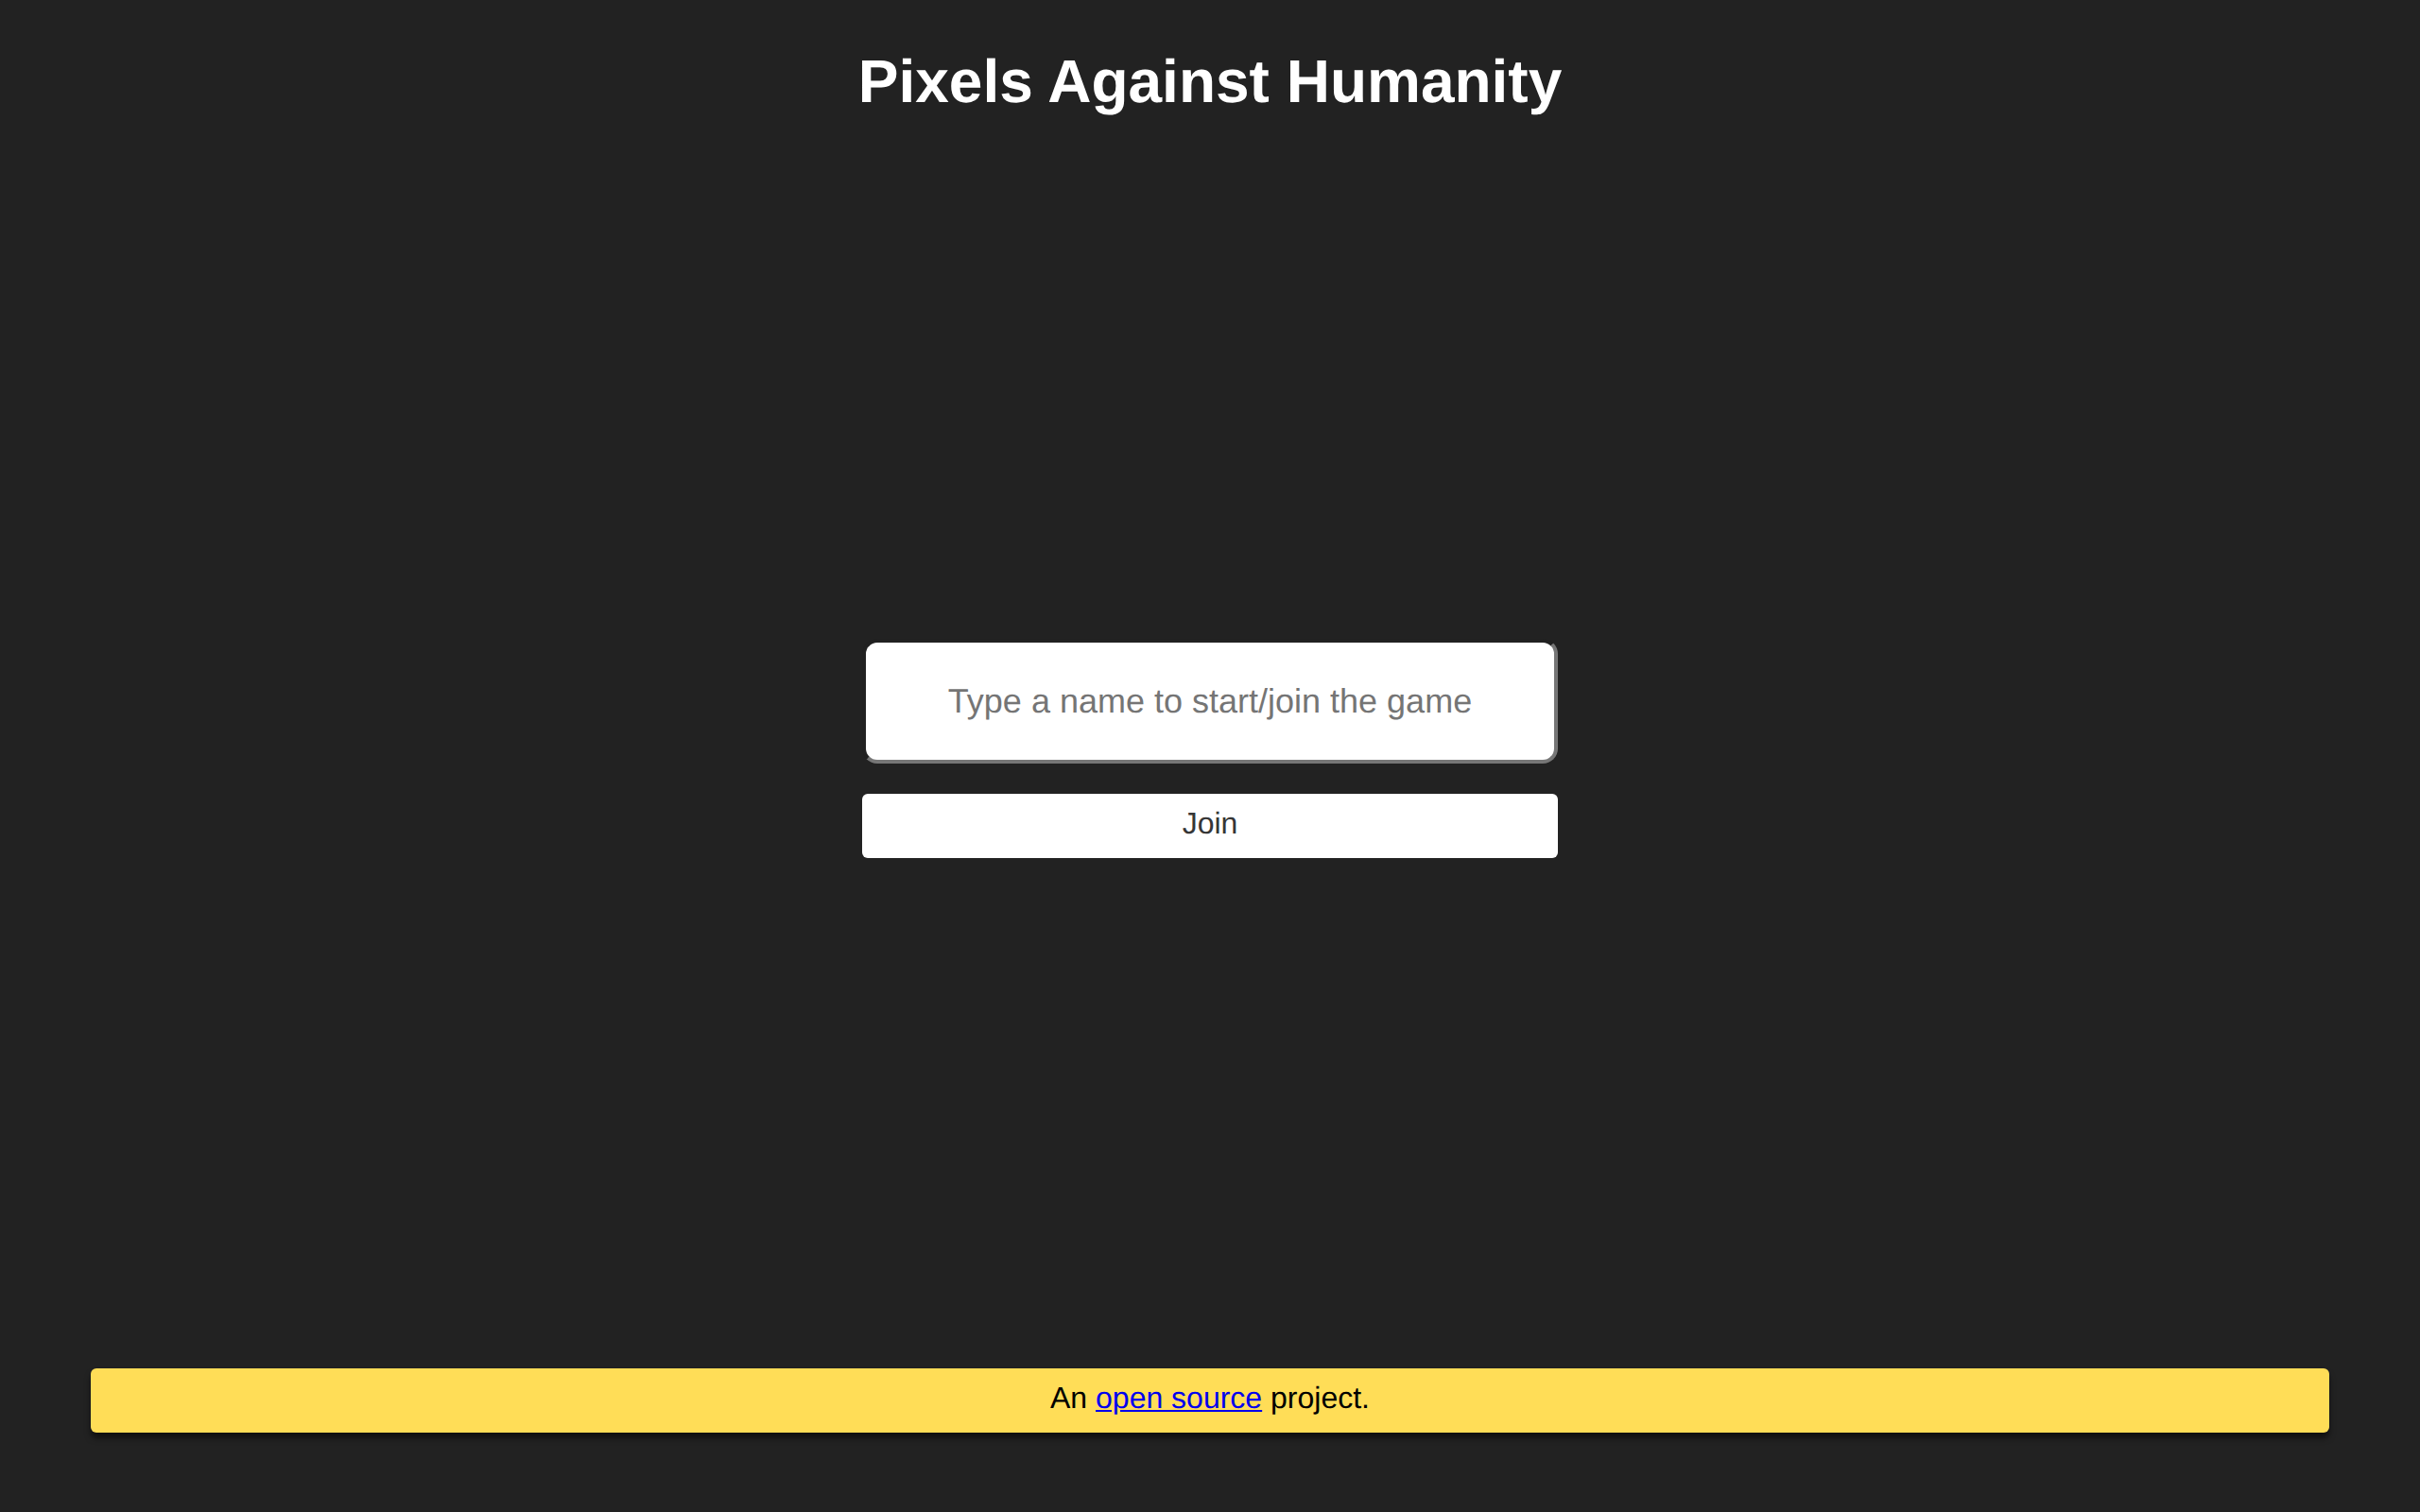 Pixels Against Humanity
Type a name to start/join the game
Join
An open source project.